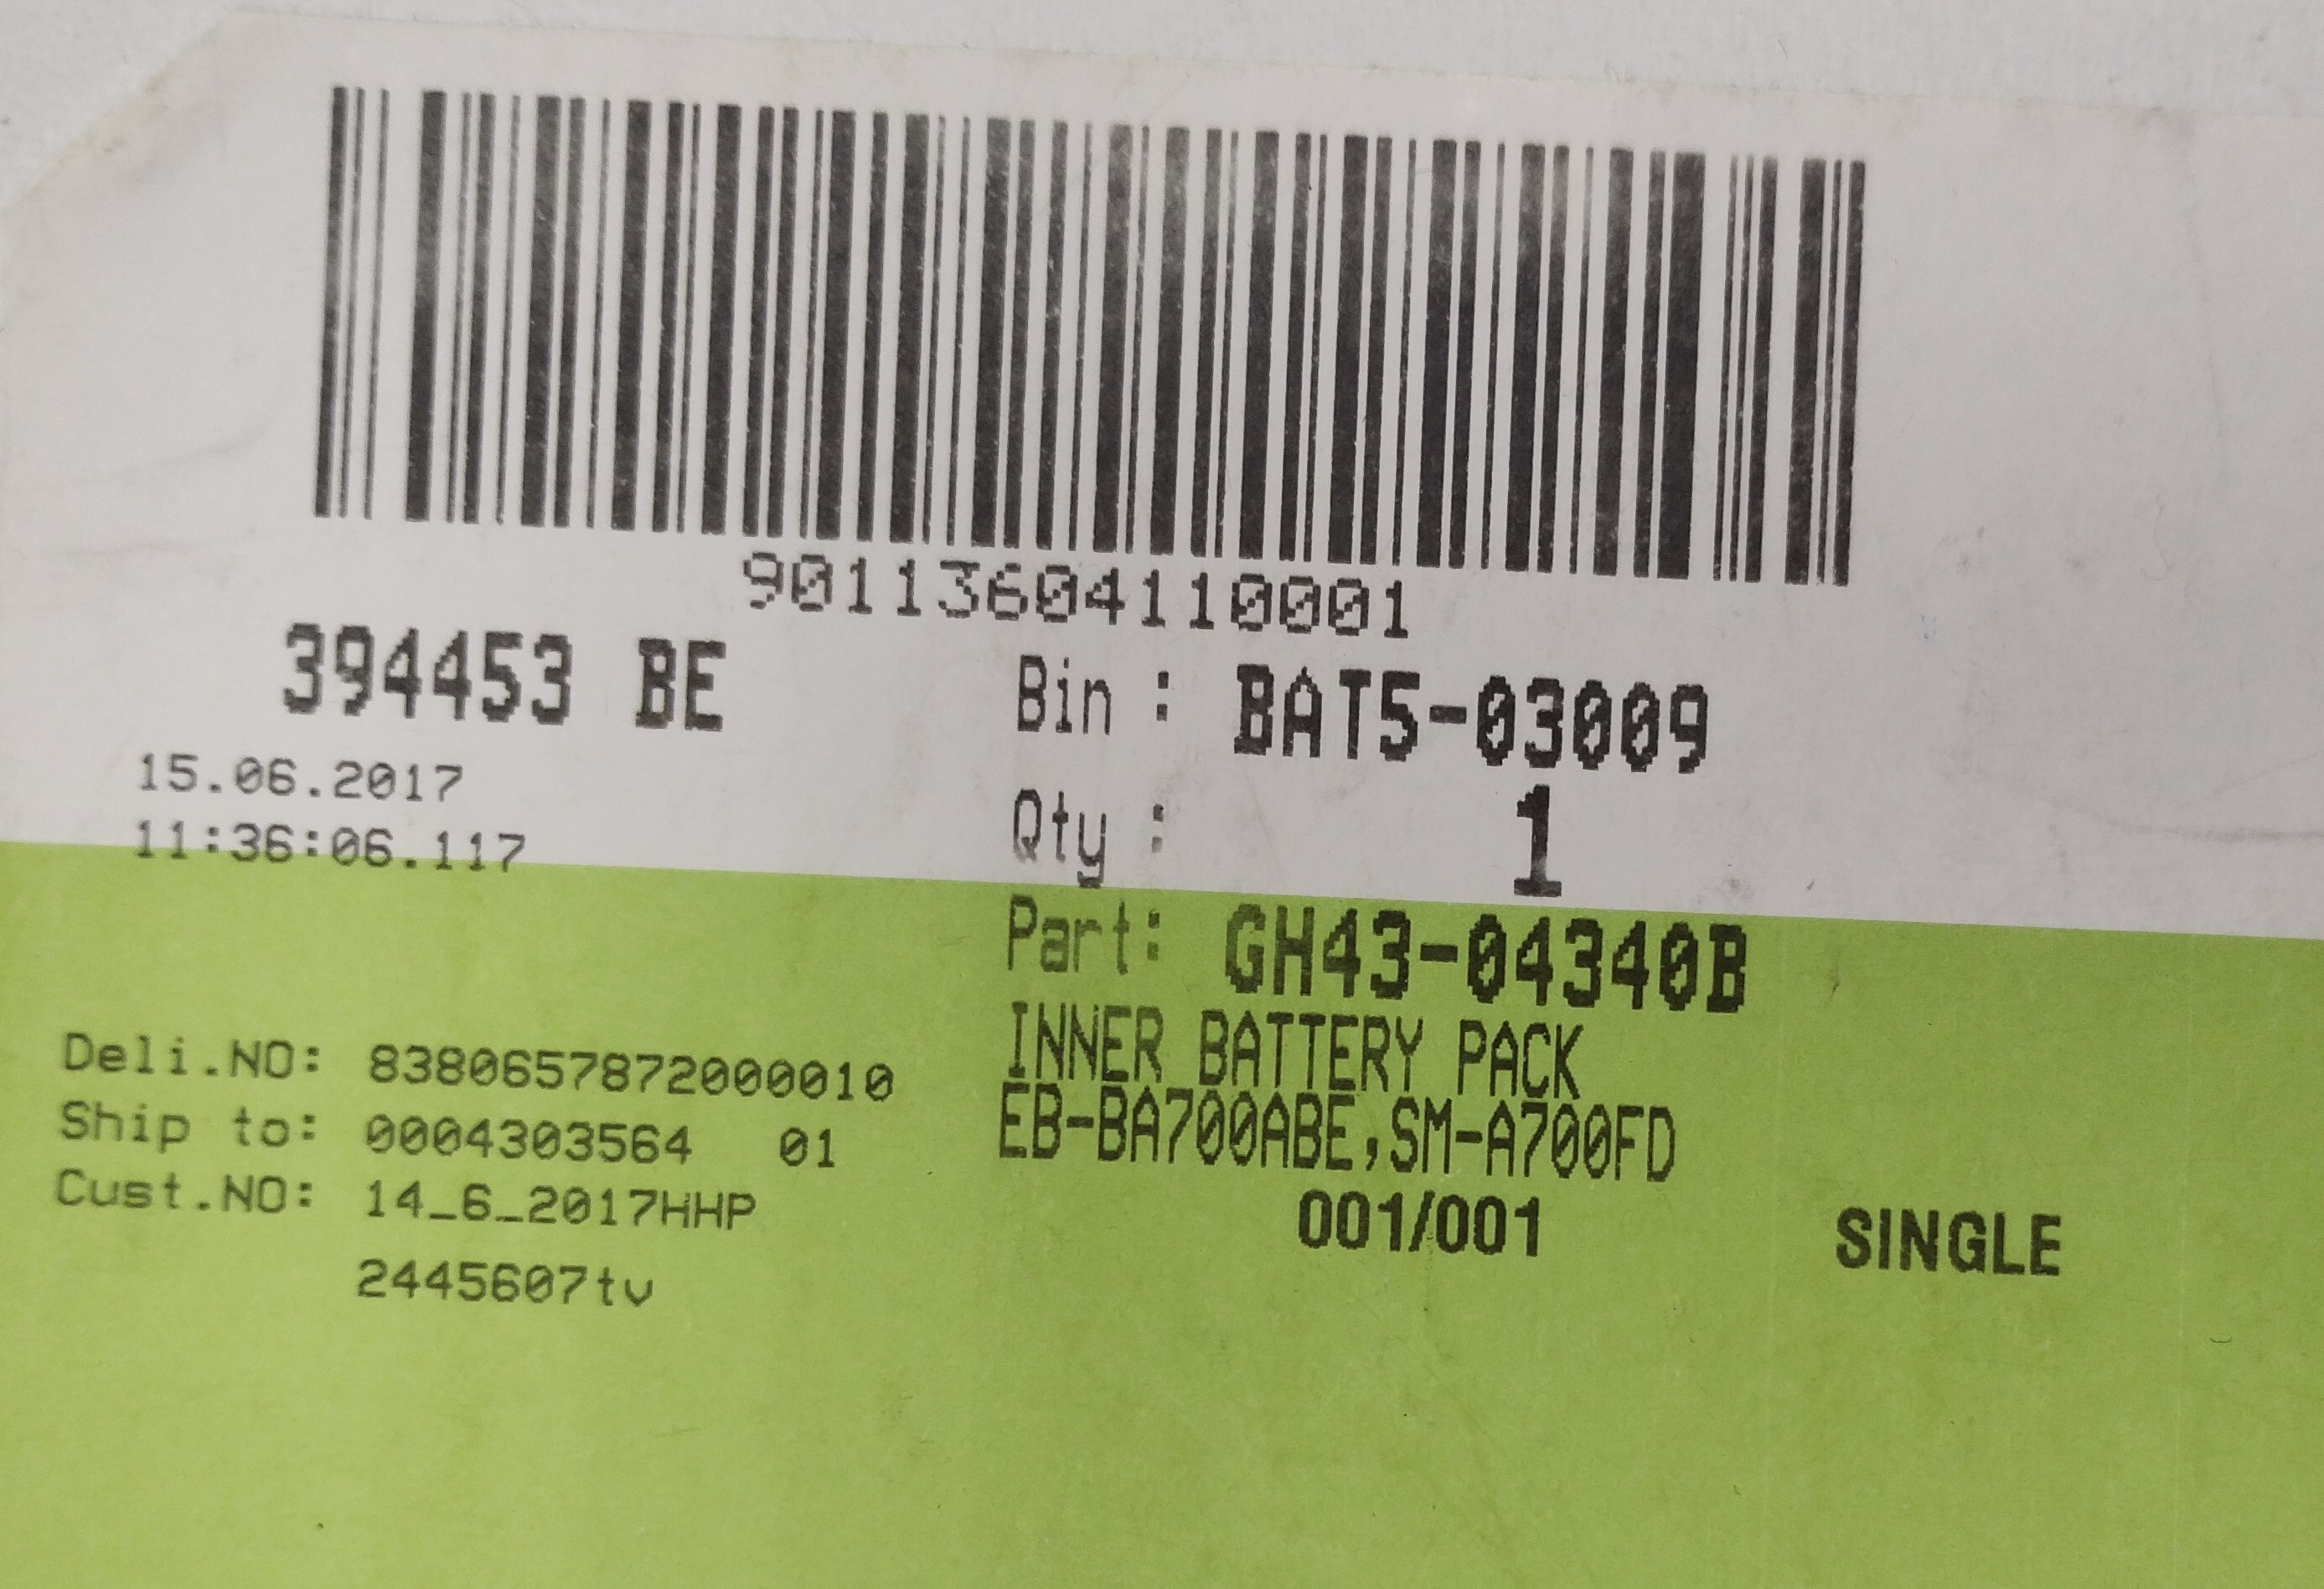 901136041​10001
394453 BE
Bin : BAT5-03009
15.06.2017
Qty : 1
11:36:06.117
Part: GH43-04340B
INNER BATTERY PACK
Deli.NO: 8380657872000010
EB-BA700ABE,SM-A700FD
Ship to: 0004303564 01
Cust.NO: 14_6_2017HHP
001/001 SINGLE
2445607tv